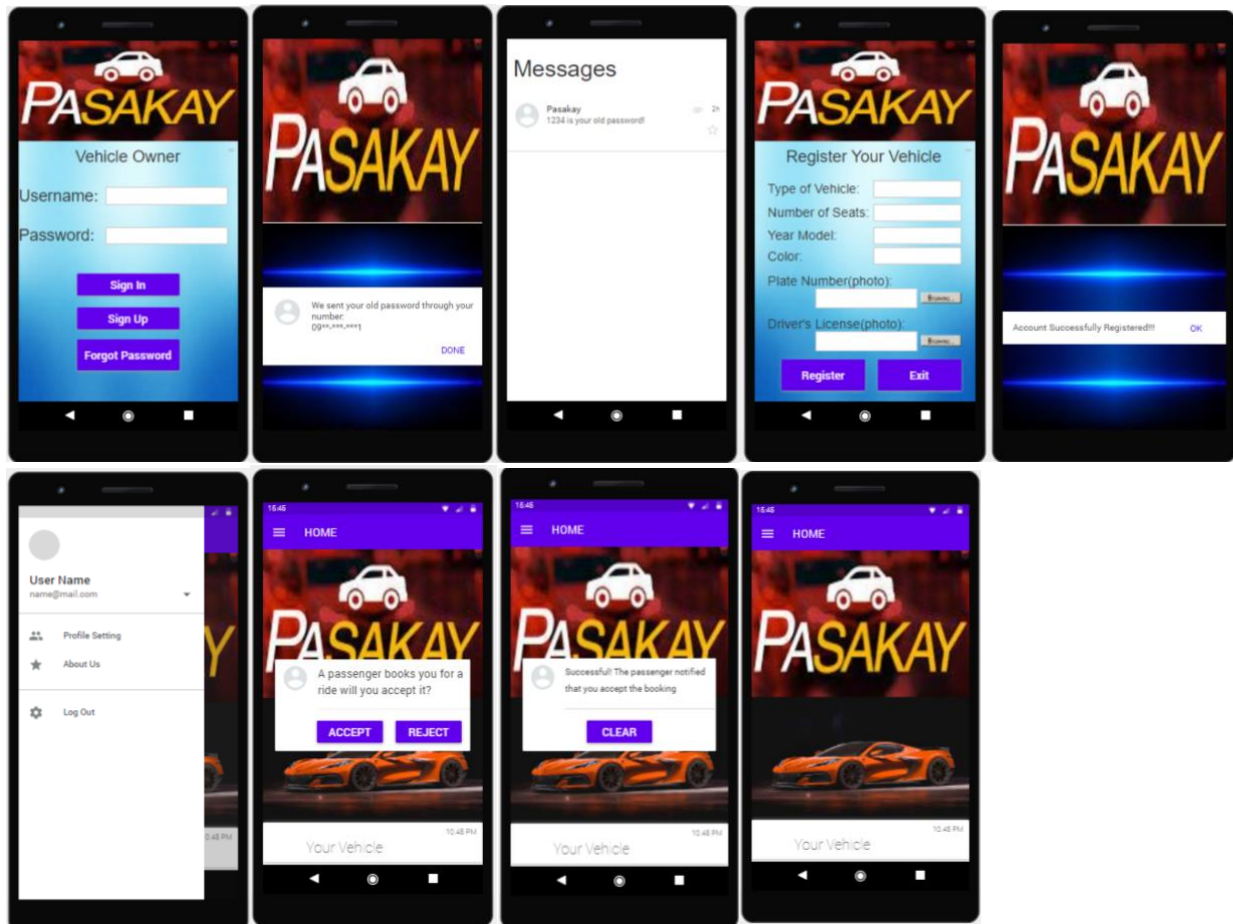 PASAKAY
Vehicle Owner
Username:
Password:
Sign In
Sign Up
Forgot Password
PASAKAY
We sent your old password through your
number:
09**-***-***1
DONE
Messages
Pasakay
2h
1234 is your old password!
PASAKAY
Register Your Vehicle
Type of Vehicle:
Number of Seats:
Year Model:
Color:
Plate Number(photo):
Driver's License(photo):
Register
Exit
PASAKAY
Account Successfully Registered!!!
OK
User Name
name@mail.com
Profile Setting
About Us
Log Out
Y
0:48 PM
15:45
HOME
PASAKAY
A passenger books you for a
ride will you accept it?
ACCEPT
REJECT
10:48 PM
Your Vehicle
15:45
HOME
PASAKAY
Successful! The passenger notified
that you accept the booking
CLEAR
10:48 PM
Your Vehicle
15:45
HOME
PASAKAY
10:48 PM
Your Vehicle